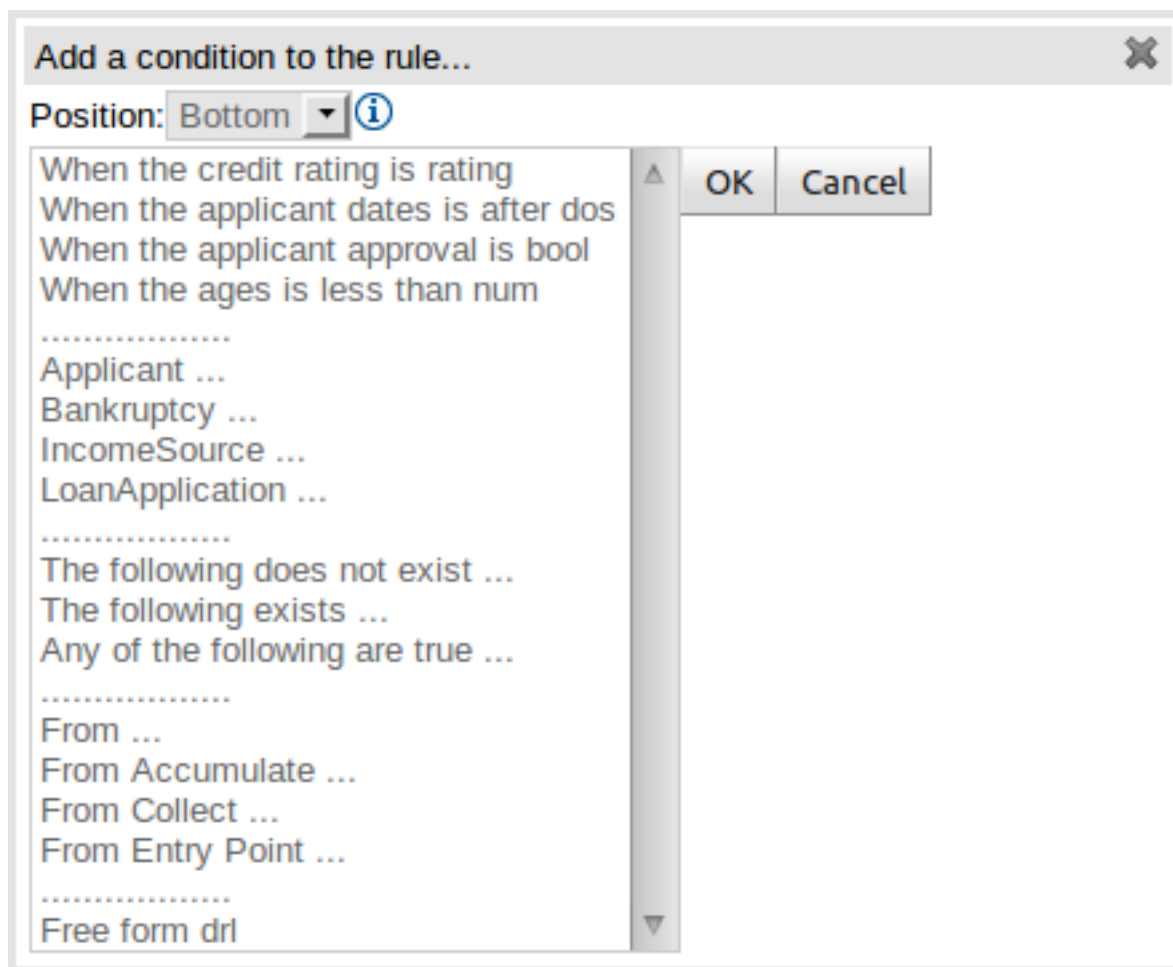 Add a condition to the rule...
Position: Bottom
When the credit rating is rating
When the applicant dates is after dos
When the applicant approval is bool
When the ages is less than num
..................
Applicant ...
Bankruptcy ...
IncomeSource ...
LoanApplication ...
..................
The following does not exist ...
The following exists ...
Any of the following are true ...
..................
From ...
From Accumulate ...
From Collect ...
From Entry Point ...
..................
Free form drl
OK
Cancel